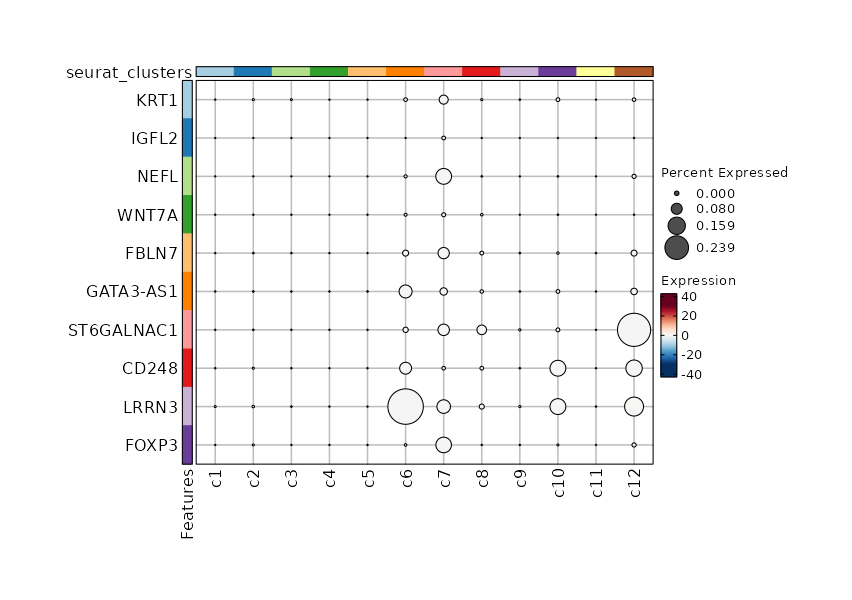 seurat_clusters
KRT1
IGFL2
NEFL
WNT7A
FBLN7
GATA3-AS1
ST6GALNAC1
CD248
LRRN3
FOXP3
Features
c1
c2
c3
c4
c5
c6
c7
c8
c9
c10
c11
c12
Percent Expressed
0.000
0.080
0.159
0.239
Expression
40
20
0
-20
-40